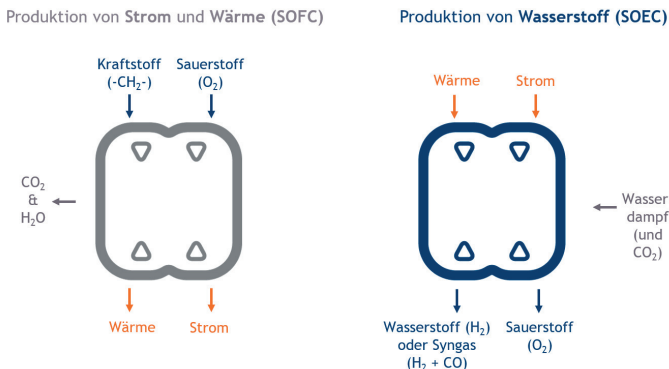 Produktion von Strom und Wärme (SOFC)
Kraftstoff
(-CH₂-)
Sauerstoff
(O₂)
CO₂
&
H₂O
Wärme
Strom
Produktion von Wasserstoff (SOEC)
Wärme
Strom
Wasser
dampf
(und
CO₂)
Wasserstoff (H₂)
oder Syngas
(H₂ + CO)
Sauerstoff
(O₂)